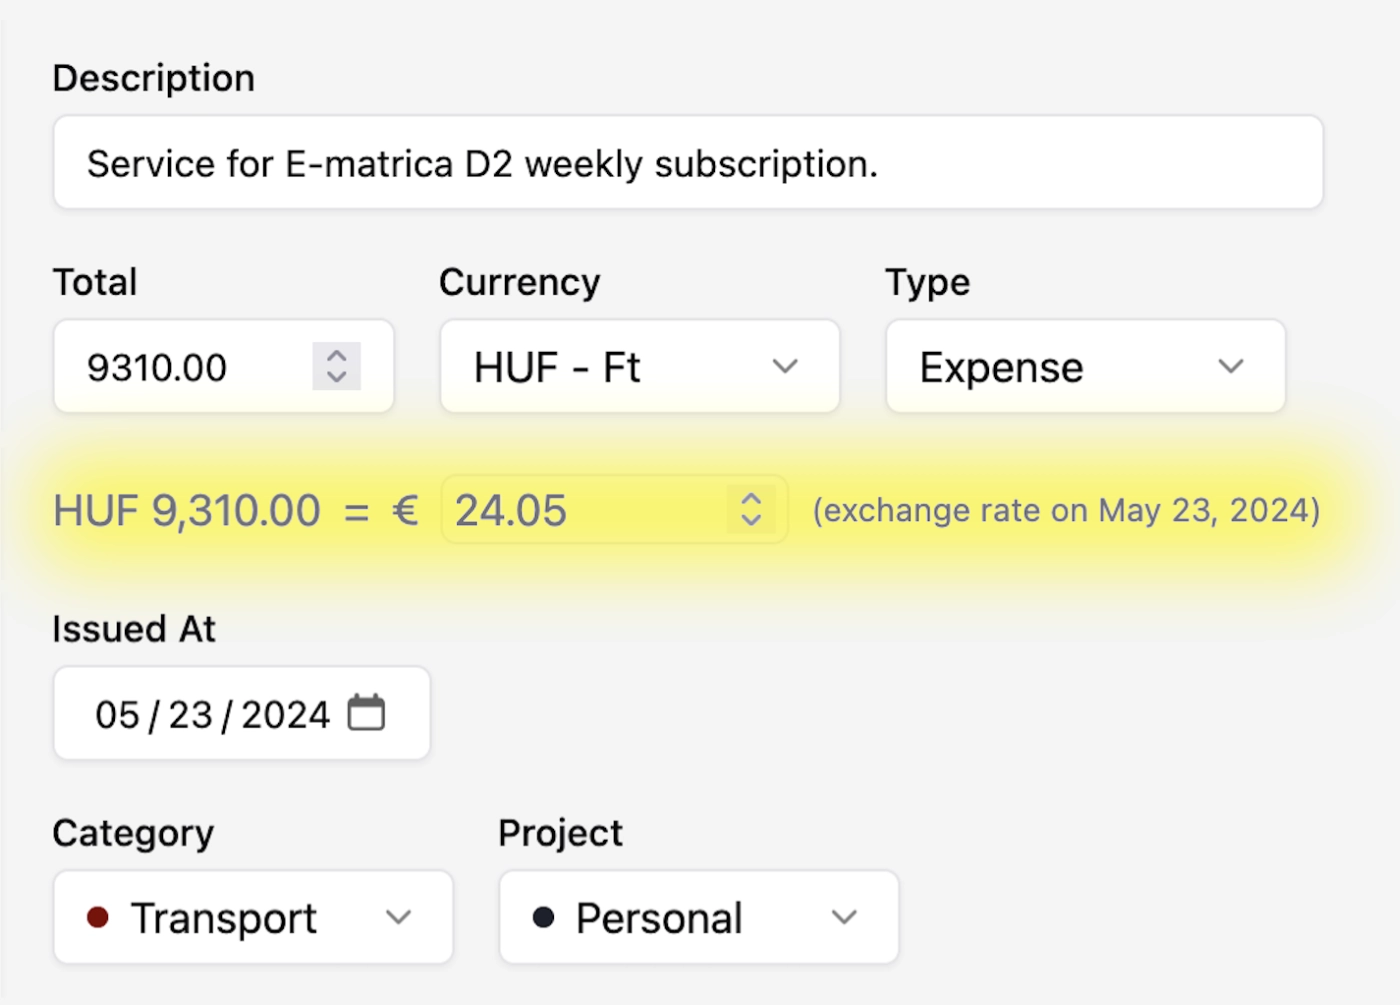 Description
Service for E-matrica D2 weekly subscription.
Total Currency Type
9310.00 HUF - Ft Expense
HUF 9,310.00 = € 24.05 (exchange rate on May 23, 2024)
Issued At
05/23/2024
Category Project
Transport Personal